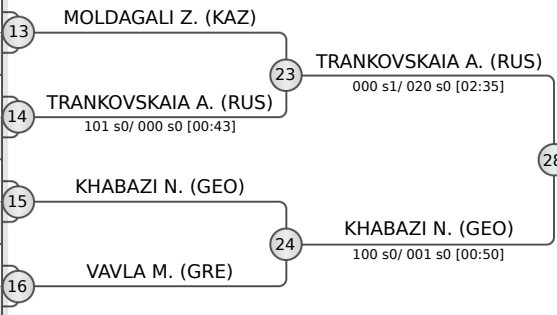 13
MOLDAGALI Z. (KAZ)
14
TRANKOVSKAIA A. (RUS)
101 s0/ 000 s0 [00:43]
23
TRANKOVSKAIA A. (RUS)
000 s1/ 020 s0 [02:35]
15
KHABAZI N. (GEO)
16
VAVLA M. (GRE)
24
KHABAZI N. (GEO)
100 s0/ 001 s0 [00:50]
28